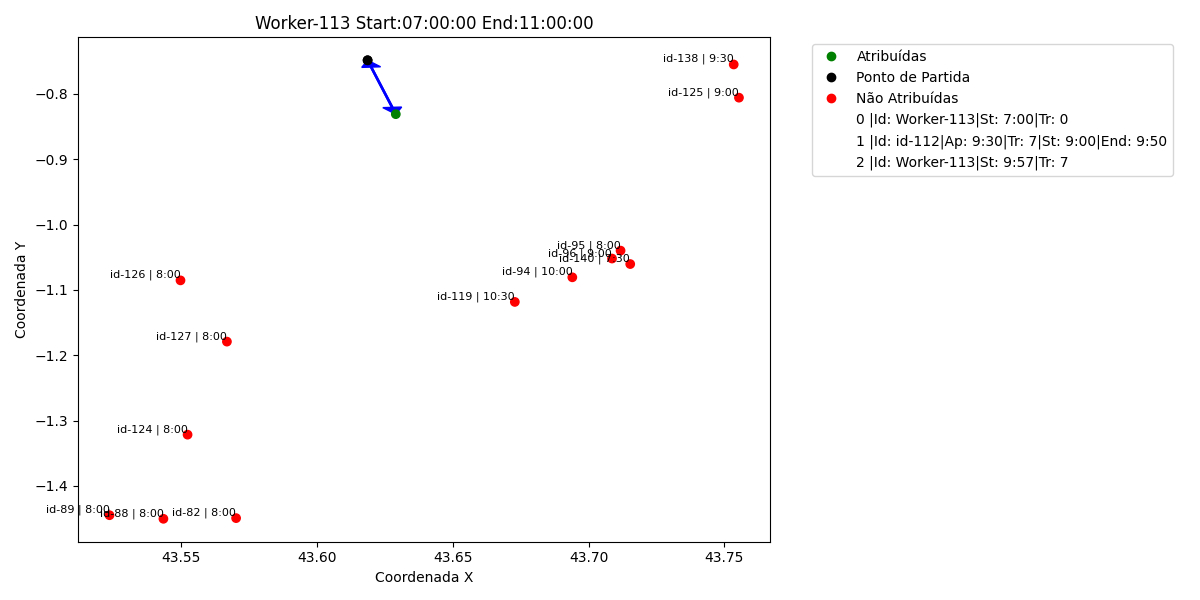 Worker-113 Start:07:00:00 End:11:00:00
id-138 | 9:30
id-125 | 9:00
id-95 | 8:00
id-96 | 9:00
id-140 | 7:30
id-94 | 10:00
id-119 | 10:30
id-126 | 8:00
id-127 | 8:00
id-124 | 8:00
id-89 | 8:00
id-88 | 8:00
id-82 | 8:00
−0.8
−0.9
−1.0
−1.1
−1.2
−1.3
−1.4
Coordenada Y
43.55
43.60
43.65
43.70
43.75
Coordenada X
Atribuídas
Ponto de Partida
Não Atribuídas
0 |Id: Worker-113|St: 7:00|Tr: 0
1 |Id: id-112|Ap: 9:30|Tr: 7|St: 9:00|End: 9:50
2 |Id: Worker-113|St: 9:57|Tr: 7